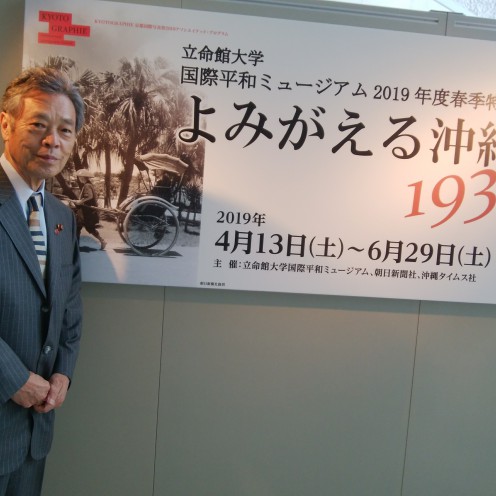 KYOTO
GRAPHIE
立命館大学
国際平和ミュージアム 2019 年度春季特
よみがえる沖縄
193
2019年
4月13日(土)～6月29日(土)
主 催：立命館大学国際平和ミュージアム、朝日新聞社、沖縄タイムス社